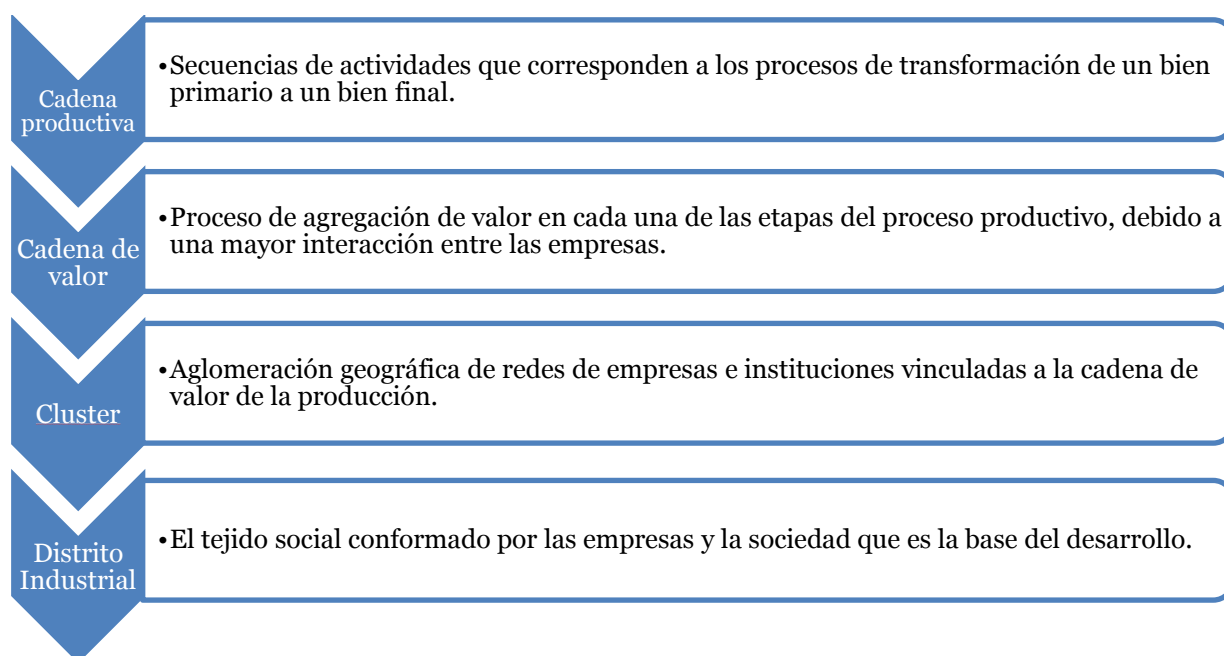 Cadena
productiva
•Secuencias de actividades que corresponden a los procesos de transformación de un bien
primario a un bien final.
Cadena de
valor
•Proceso de agregación de valor en cada una de las etapas del proceso productivo, debido a
una mayor interacción entre las empresas.
Cluster
•Aglomeración geográfica de redes de empresas e instituciones vinculadas a la cadena de
valor de la producción.
Distrito
Industrial
•El tejido social conformado por las empresas y la sociedad que es la base del desarrollo.